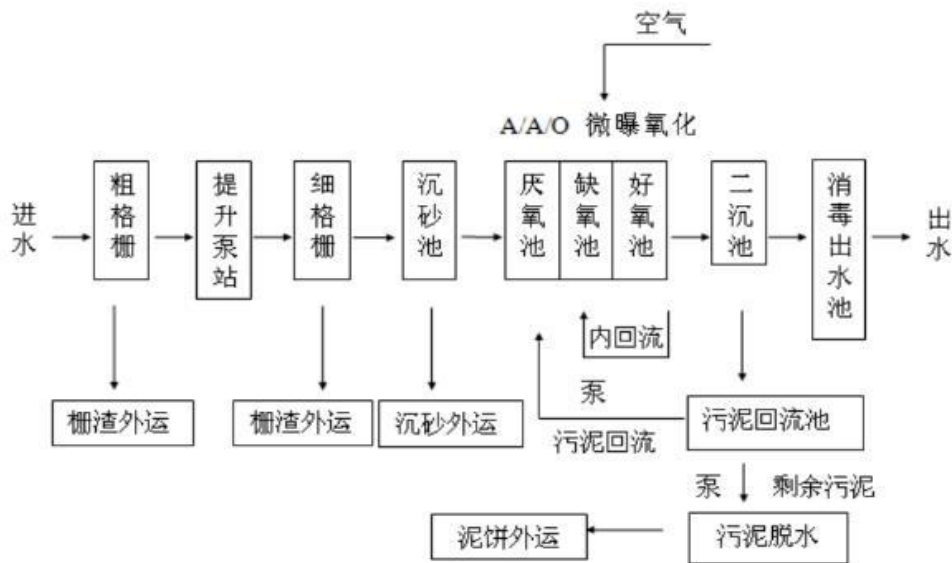 空气
A/A/O 微曝氧化
进水
粗格栅
提升泵站
细格栅
沉砂池
厌氧池
缺氧池
好氧池
二沉池
消毒出水池
出水
内回流
泵
栅渣外运
栅渣外运
沉砂外运
污泥回流
污泥回流池
泵
剩余污泥
泥饼外运
污泥脱水